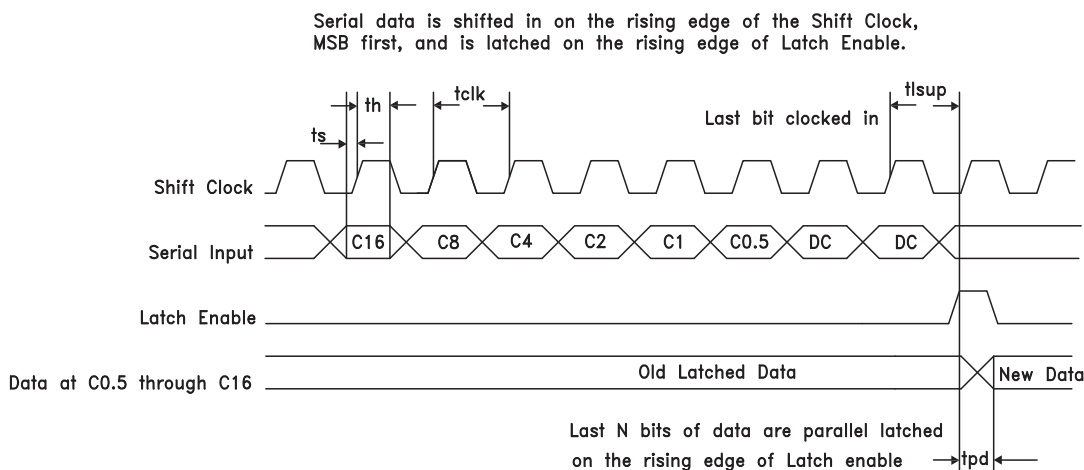 Serial data is shifted in on the rising edge of the Shift Clock,
MSB first, and is latched on the rising edge of Latch Enable.
th
tclk
tlsup
ts
Last bit clocked in
Shift Clock
Serial Input
C16
C8
C4
C2
C1
C0.5
DC
DC
Latch Enable
Data at C0.5 through C16
Old Latched Data
New Data
Last N bits of data are parallel latched
on the rising edge of Latch enable
tpd